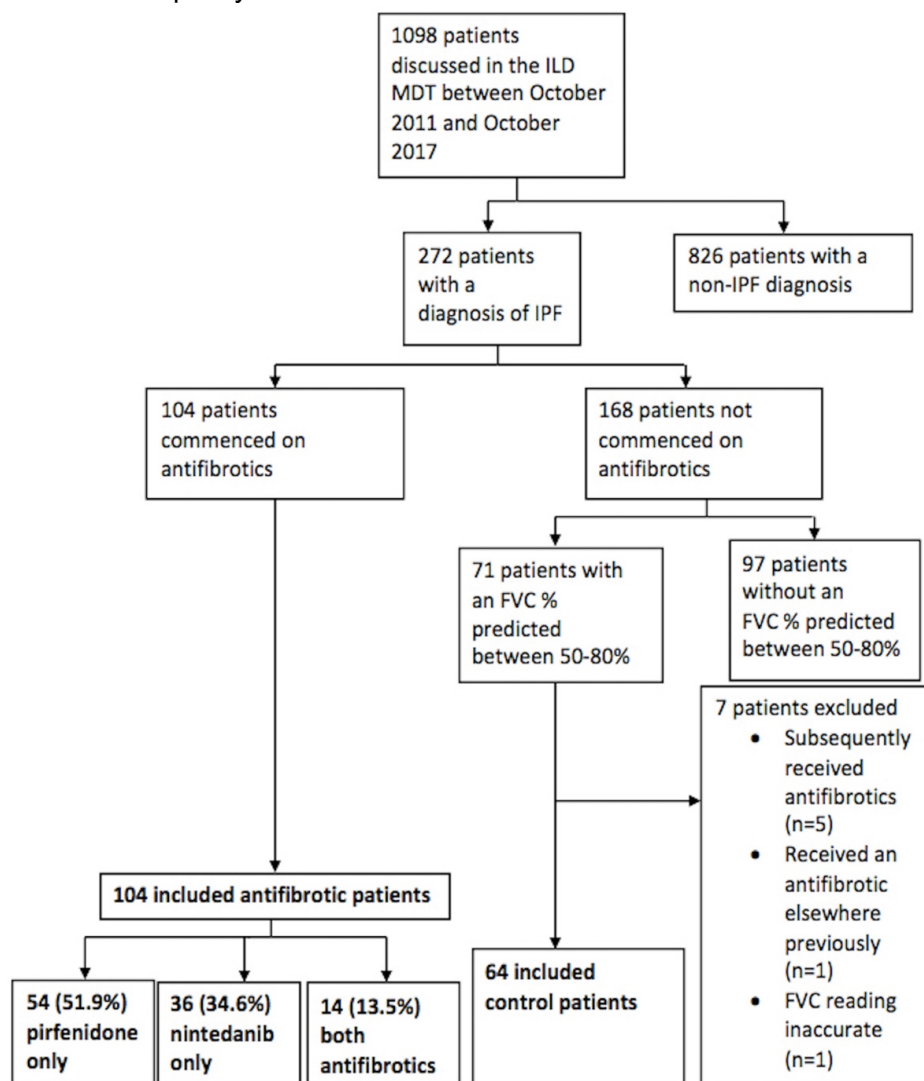 1098 patients
discussed in the ILD
MDT between October
2011 and October
2017
272 patients
with a
diagnosis of IPF
826 patients with a
non-IPF diagnosis
104 patients
commenced on
antifibrotics
168 patients not
commenced on
antifibrotics
71 patients with
an FVC %
predicted
between 50-80%
97 patients
without an
FVC % predicted
between 50-80%
7 patients excluded
• Subsequently
received
antifibrotics
(n=5)
• Received an
antifibrotic
elsewhere
previously
(n=1)
• FVC reading
inaccurate
(n=1)
104 included antifibrotic patients
54 (51.9%)
pirfenidone
only
36 (34.6%)
nintedanib
only
14 (13.5%)
both
antifibrotics
64 included
control patients